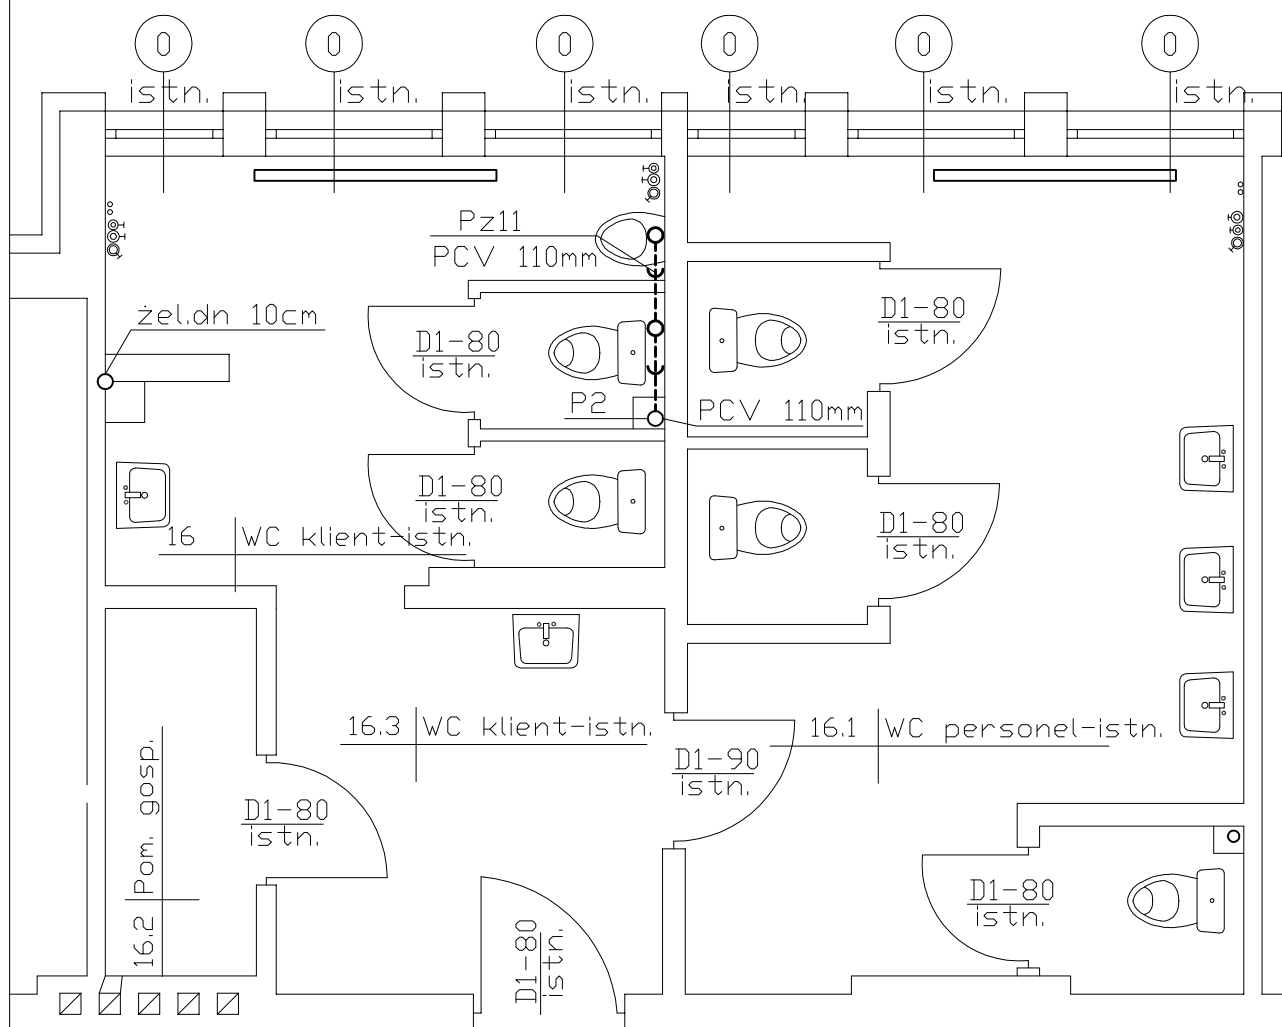 0 0 0 0 0 0
istn. istn. istn. istn. istn. istn.
Pz11
PCV 110mm
żel.dn 10cm
D1-80
istn.
D1-80
istn.
P2
PCV 110mm
D1-80
istn.
D1-80
istn.
16 WC klient-istn.
16.3 WC klient-istn.
16.1 WC personel-istn.
D1-90
istn.
D1-80
istn.
16.2 Pom. gosp.
D1-80
istn.
D1-80
istn.